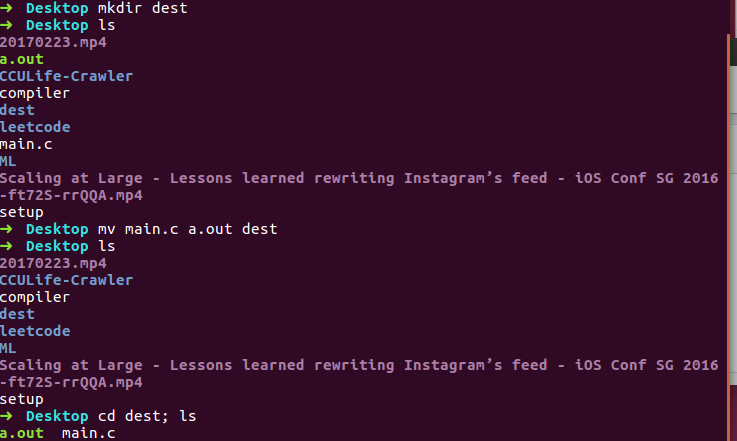 ➜  Desktop mkdir dest
➜  Desktop ls
20170223.mp4
a.out
CCULife-Crawler
compiler
dest
leetcode
main.c
ML
Scaling at Large - Lessons learned rewriting Instagram’s feed - iOS Conf SG 2016
-ft72S-rrQQA.mp4
setup
➜  Desktop mv main.c a.out dest
➜  Desktop ls
20170223.mp4
CCULife-Crawler
compiler
dest
leetcode
ML
Scaling at Large - Lessons learned rewriting Instagram’s feed - iOS Conf SG 2016
-ft72S-rrQQA.mp4
setup
➜  Desktop cd dest; ls
a.out  main.c